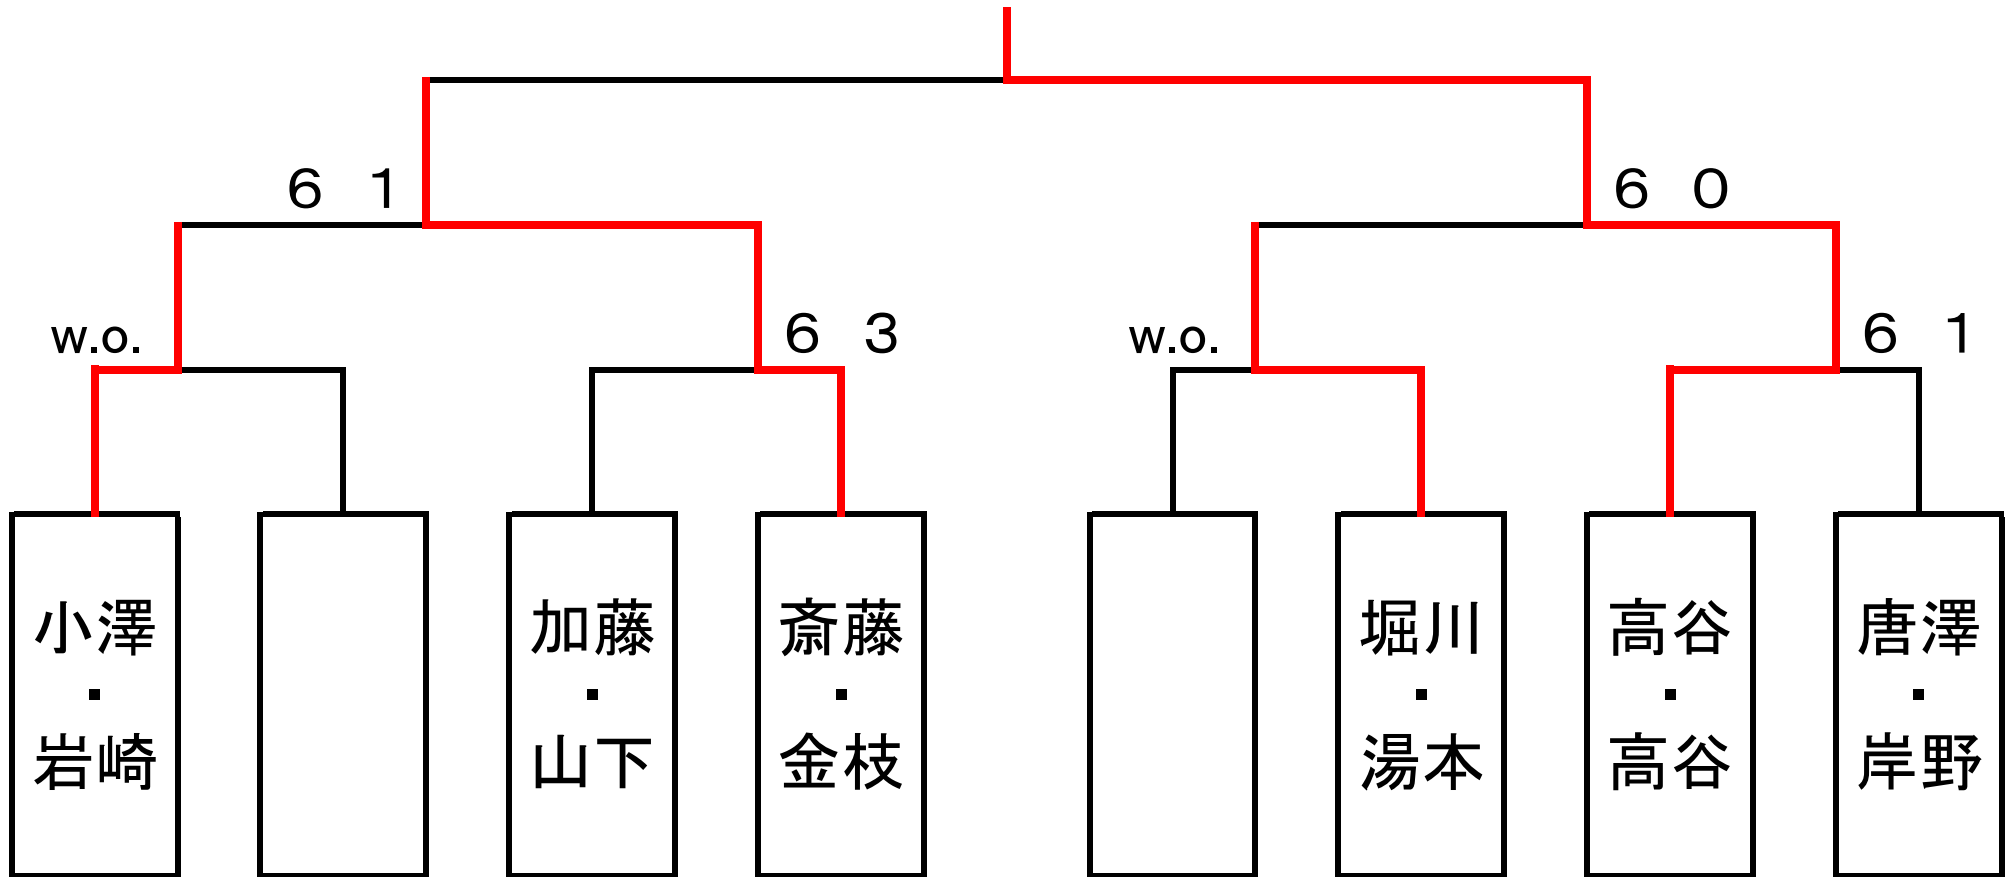 ６ １
６ ０
w.o.
６ ３
w.o.
６ １
小澤・岩崎
加藤・山下
斎藤・金枝
堀川・湯本
高谷・高谷
唐澤・岸野